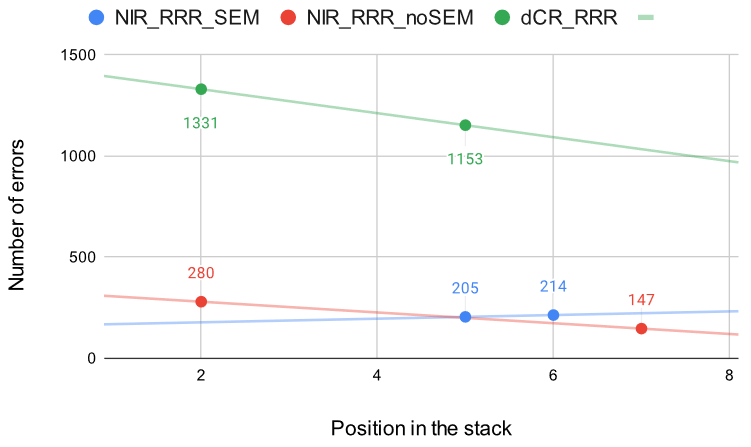 NIR_RRR_SEM NIR_RRR_noSEM dCR_RRR
1500
1331
1153
1000
Number of errors
500
280
205
214
147
0
2 4 6 8
Position in the stack